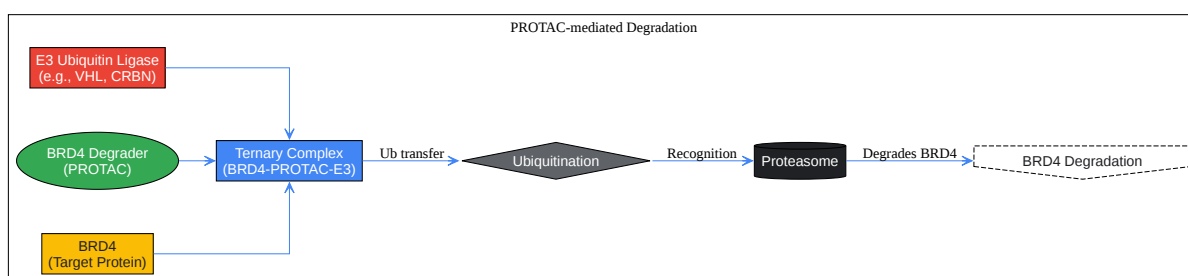 PROTAC-mediated Degradation
E3 Ubiquitin Ligase
(e.g., VHL, CRBN)
BRD4 Degrader
(PROTAC)
Ternary Complex
(BRD4-PROTAC-E3)
Ub transfer
Ubiquitination
Recognition
Proteasome
Degrades BRD4
BRD4 Degradation
BRD4
(Target Protein)